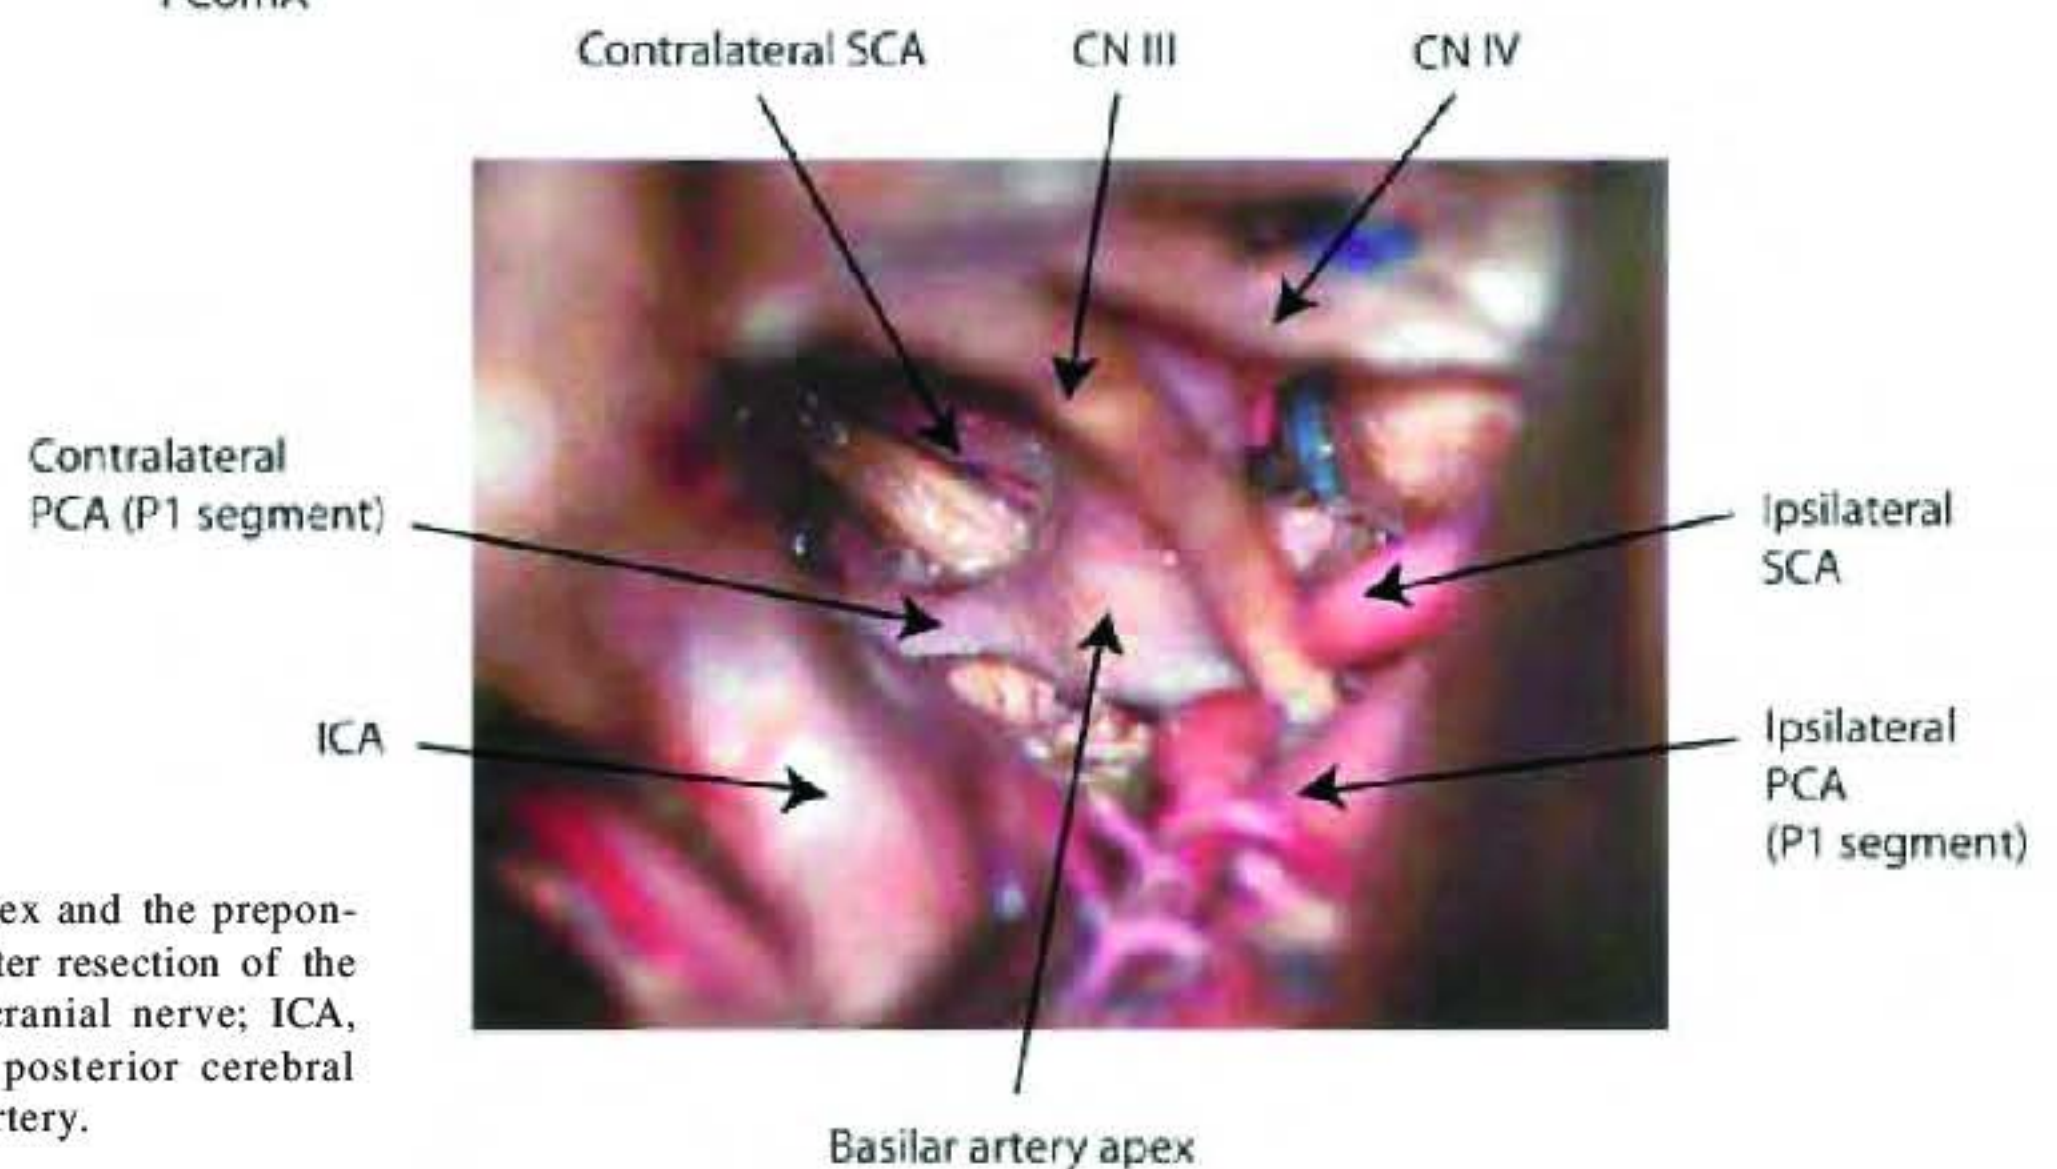 Contralateral SCA
CN III
CN IV
Contralateral
PCA (P1 segment)
Ipsilateral
SCA
ICA
Ipsilateral
PCA
(P1 segment)
ex and the prepon-
ter resection of the
cranial nerve; ICA,
posterior cerebral
rtery.
Basilar artery apex